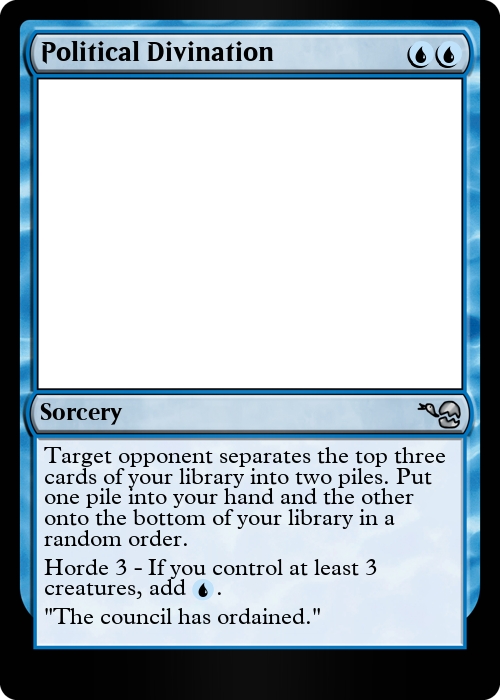 Political Divination
Sorcery
Target opponent separates the top three
cards of your library into two piles. Put
one pile into your hand and the other
onto the bottom of your library in a
random order.
Horde 3 - If you control at least 3
creatures, add .
"The council has ordained."